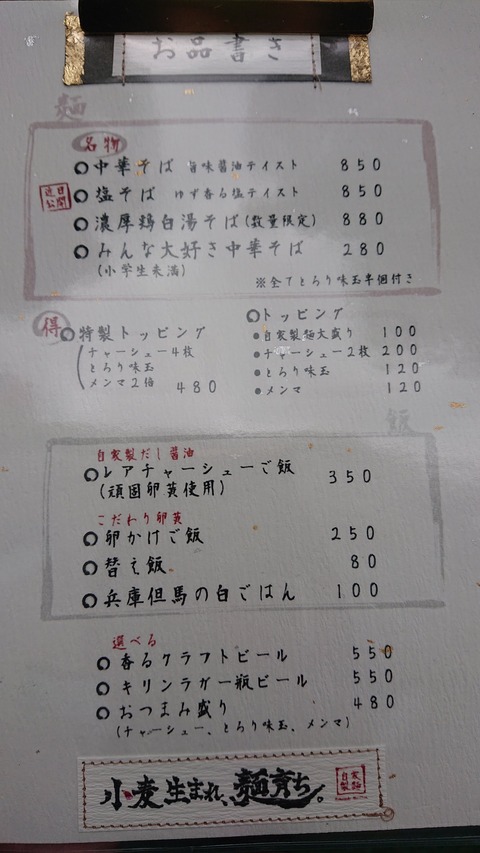 お品書き
麺
名物
中華そば 旨味醤油テイスト 850
近日公開
塩そば ゆず香る塩テイスト 850
濃厚鶏白湯そば(数量限定) 880
みんな大好き中華そば 280
(小学生未満)
※全てとろり味玉半個付き
得
特製トッピング
チャーシュー4枚
とろり味玉
メンマ2倍 480
トッピング
自家製麺大盛り 100
チャーシュー2枚 200
とろり味玉 120
メンマ 120
飯
自家製だし醤油
レアチャーシューご飯 350
(頑固卵黄使用)
こだわり卵黄
卵かけご飯 250
替え飯 80
兵庫但馬の白ごはん 100
選べる
香るクラフトビール 550
キリンラガー瓶ビール 550
おつまみ盛り 480
(チャーシュー、とろり味玉、メンマ)
小麦生まれ、麺育ち。
自家製麺